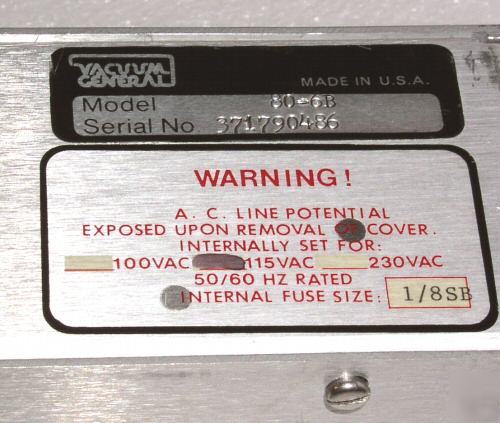 VACUUM
GENERAL
MADE IN U.S.A.
Model 80-6B
Serial No 371790486
WARNING!
A. C. LINE POTENTIAL
EXPOSED UPON REMOVAL OF COVER.
INTERNALLY SET FOR:
100VAC 115VAC 230VAC
50/60 HZ RATED
INTERNAL FUSE SIZE: 1/8SB